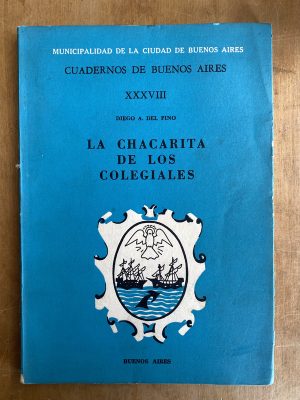 MUNICIPALIDAD DE LA CIUDAD DE BUENOS AIRES
CUADERNOS DE BUENOS AIRES
XXXVIII
DIEGO A. DEL PINO
LA CHACARITA
DE LOS
COLEGIALES
BUENOS AIRES